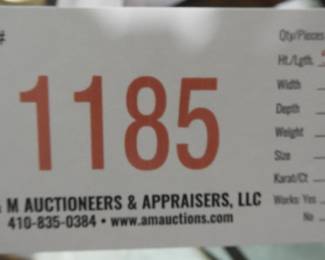 #
1185
& M AUCTIONEERS & APPRAISERS, LLC
410-835-0384 • www.amauctions.com
Qty/Pieces
Ht./Lgth.
Width
Depth
Weight
Size
Karat/Ct
Works: Yes
No